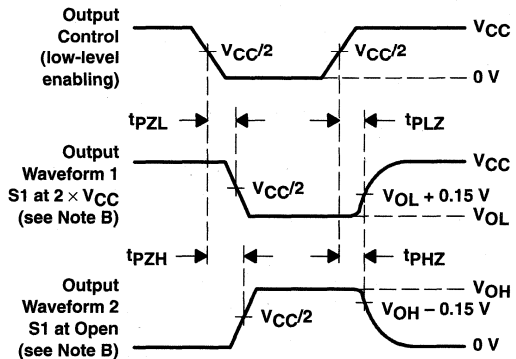 Output
Control
(low-level
enabling)
VCC/2
VCC/2
VCC
0 V
tPZL
tPLZ
Output
Waveform 1
S1 at 2 × VCC
(see Note B)
VCC/2
VCC
VOL + 0.15 V
VOL
tPZH
tPHZ
Output
Waveform 2
S1 at Open
(see Note B)
VCC/2
VOH
VOH − 0.15 V
0 V